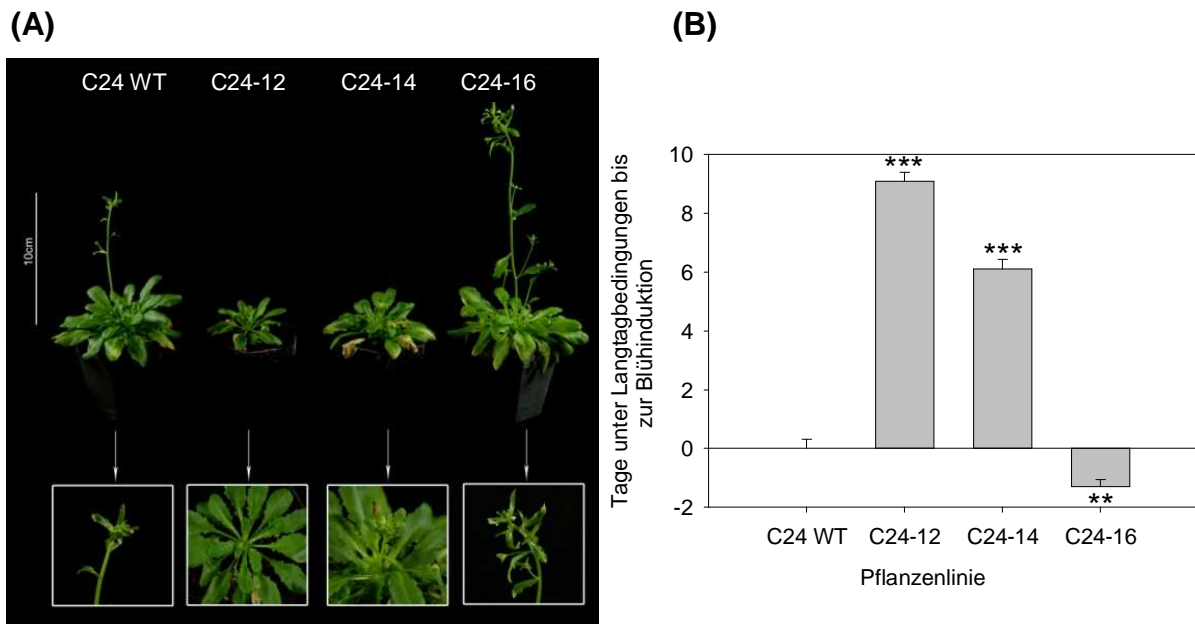 (A)
C24 WT C24-12 C24-14 C24-16
10cm
(B)
Tage unter Langtagbedingungen bis
zur Blühinduktion
10
8
6
4
2
0
-2
***
***
**
C24 WT C24-12 C24-14 C24-16
Pflanzenlinie